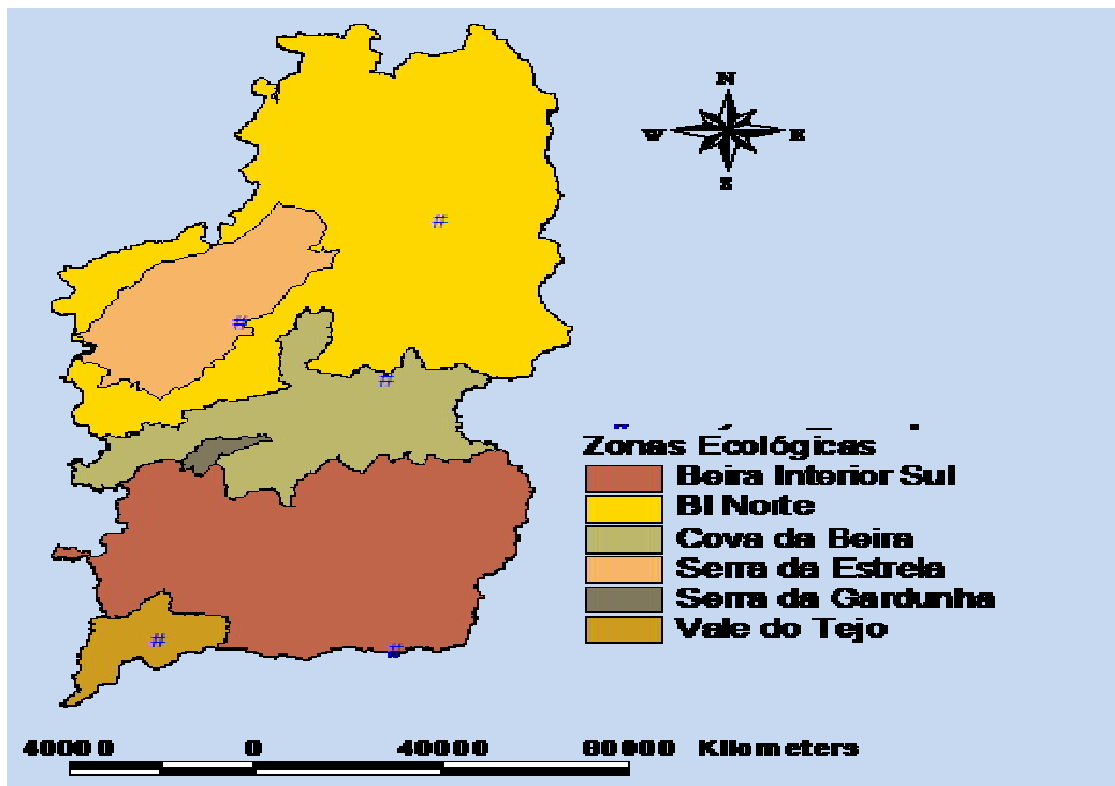 N
W E
S
Zonas Ecológicas
Beira Interior Sul
BI Norte
Cova da Beira
Serra da Estrela
Serra da Gardunha
Vale do Tejo
40000 0 40000 80000 Kilometers
#
#
#
#
#